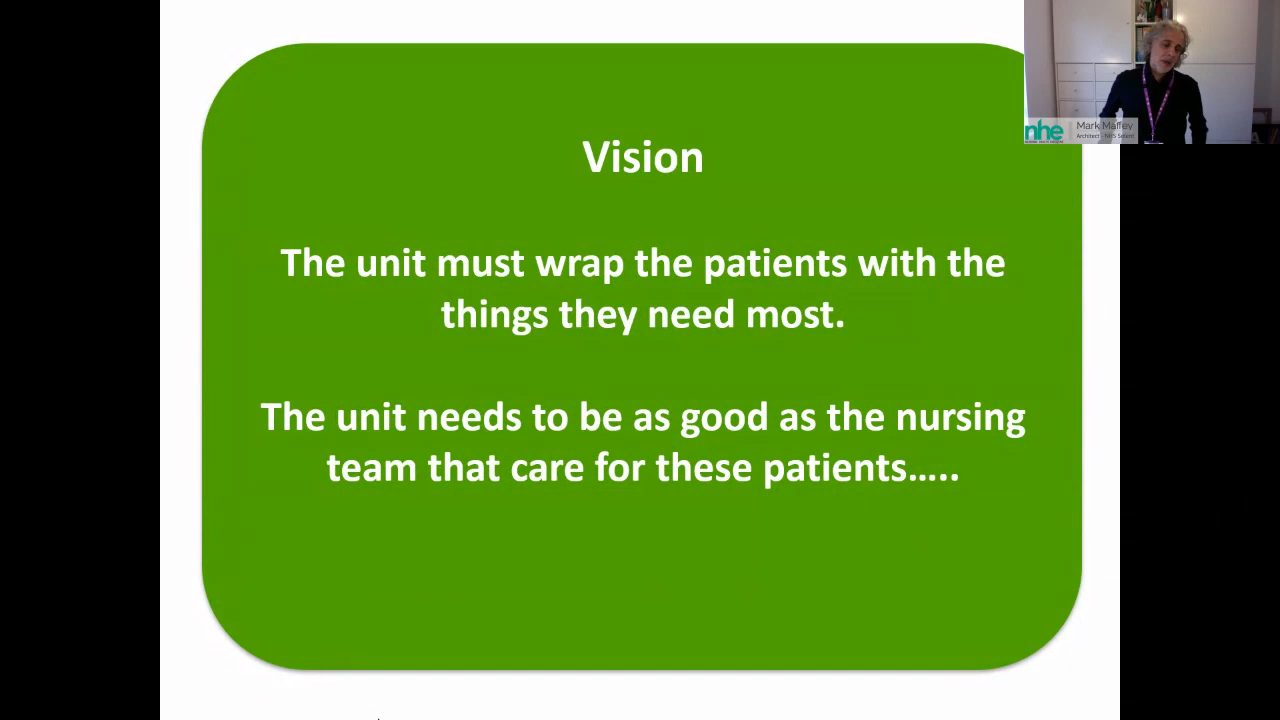 Vision
The unit must wrap the patients with the
things they need most.
The unit needs to be as good as the nursing
team that care for these patients.....
nhe
Mark Maffey
Architect - NHS Solent